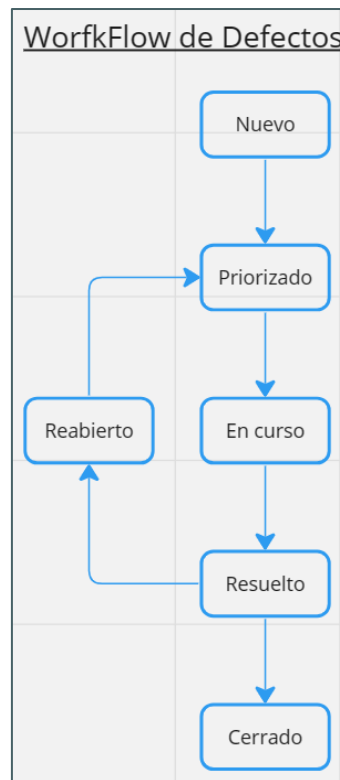 WorfkFlow de Defectos
Nuevo
Priorizado
Reabierto
En curso
Resuelto
Cerrado